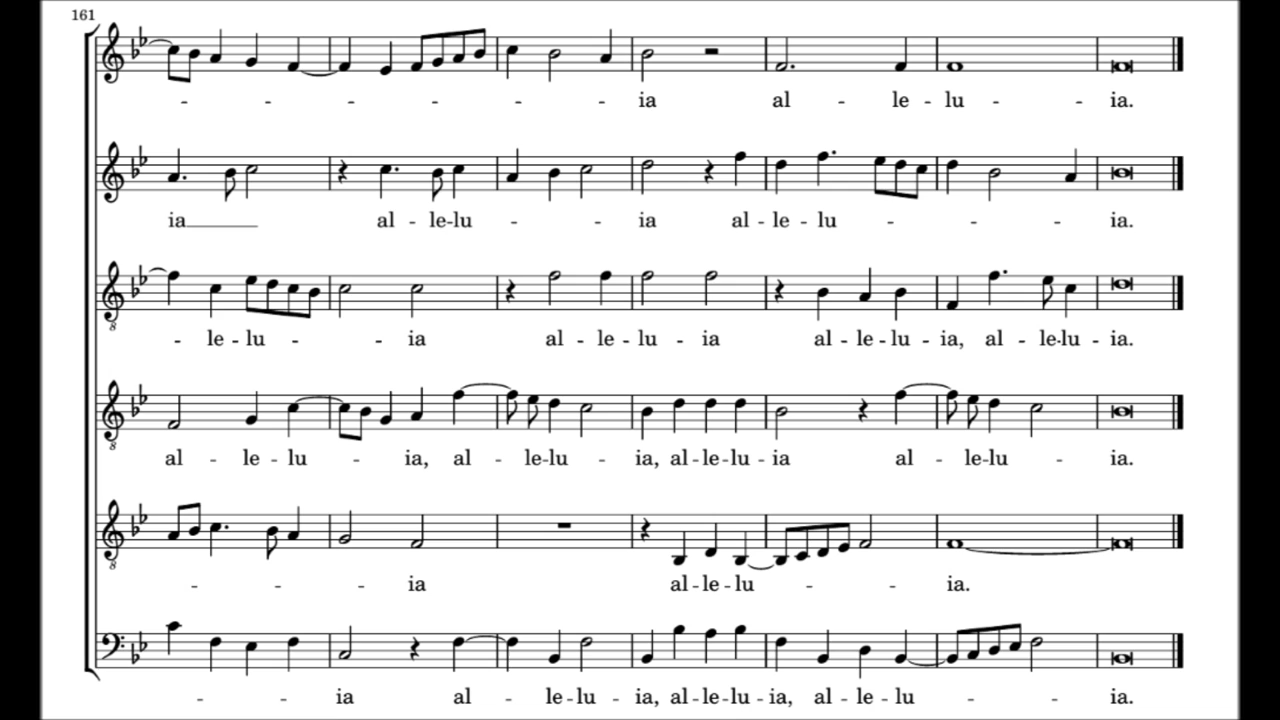 161
- - - - - - ia al - le - lu - - ia.
ia al - le-lu - - ia al - le - lu - - - ia.
- le - lu - - ia al - le - lu - ia al - le - lu - ia, al - le-lu - ia.
al - le - lu - ia, al - le-lu - ia, al-le-lu-ia al - le-lu - ia.
- - - ia al-le-lu - - ia.
- - ia al - le-lu - ia, al-le-lu-ia, al-le-lu - - - ia.